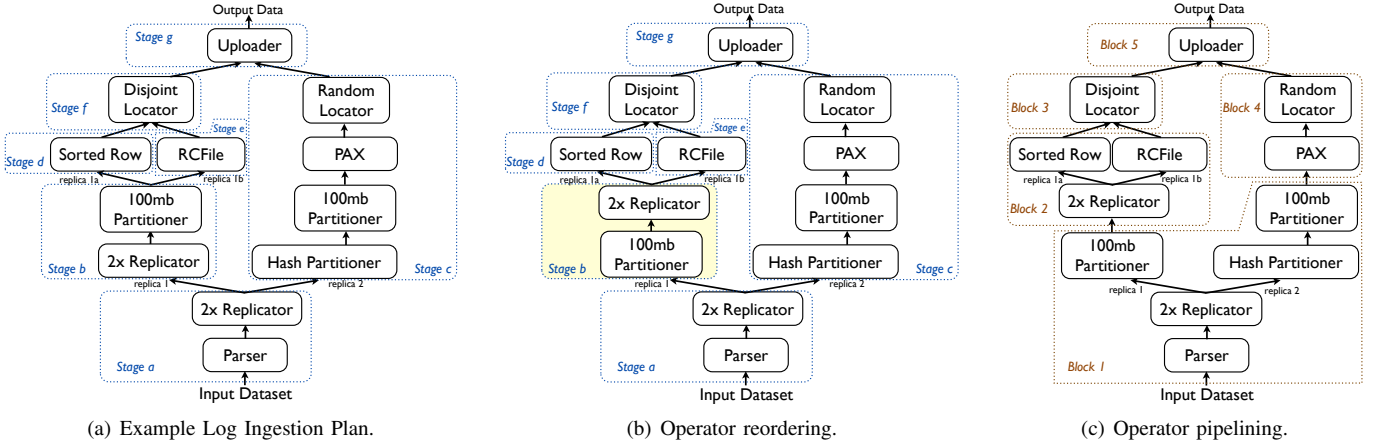 Output Data
Stage g
Uploader
Disjoint
Locator
Stage f
Random
Locator
Stage e
Stage d
Sorted Row
RCFile
PAX
replica 1a
replica 1b
100mb
Partitioner
100mb
Partitioner
Stage b
2x Replicator
Hash Partitioner
Stage c
replica 1
replica 2
2x Replicator
Stage a
Parser
Input Dataset
(a) Example Log Ingestion Plan.
Output Data
Stage g
Uploader
Disjoint
Locator
Stage f
Random
Locator
Stage e
Stage d
Sorted Row
RCFile
PAX
replica 1a
replica 1b
2x Replicator
100mb
Partitioner
100mb
Partitioner
Stage b
Hash Partitioner
Stage c
replica 1
replica 2
2x Replicator
Stage a
Parser
Input Dataset
(b) Operator reordering.
Output Data
Block 5
Uploader
Block 3
Disjoint
Locator
Block 4
Random
Locator
Sorted Row
RCFile
PAX
replica 1a
replica 1b
Block 2
2x Replicator
100mb
Partitioner
100mb
Partitioner
Hash Partitioner
replica 1
replica 2
2x Replicator
Block 1
Parser
Input Dataset
(c) Operator pipelining.